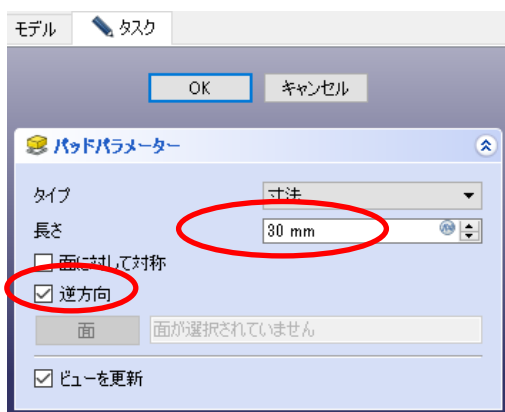 モデル タスク
OK キャンセル
パッドパラメーター
タイプ 寸法
長さ 30 mm
面に対して対称
逆方向
面 面が選択されていません
ビューを更新